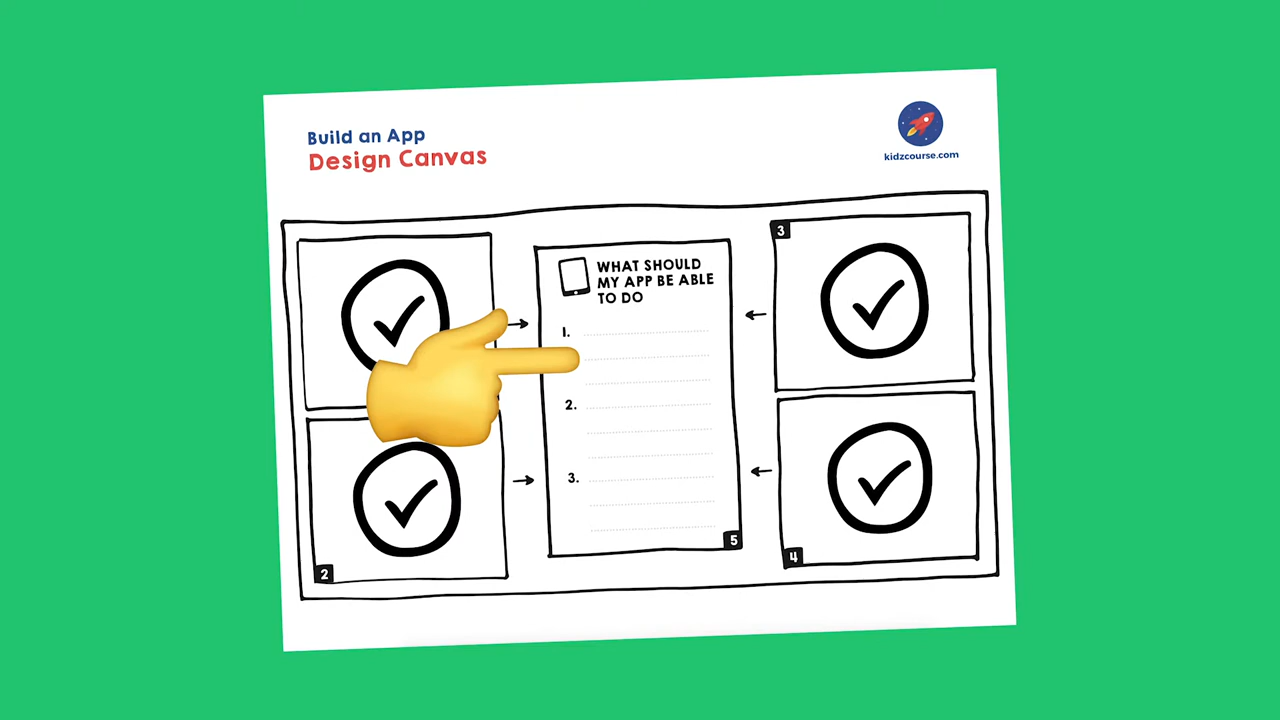 Build an App
Design Canvas
kidzcourse.com
WHAT SHOULD
MY APP BE ABLE
TO DO
1.
2.
3.
5
2
3
4